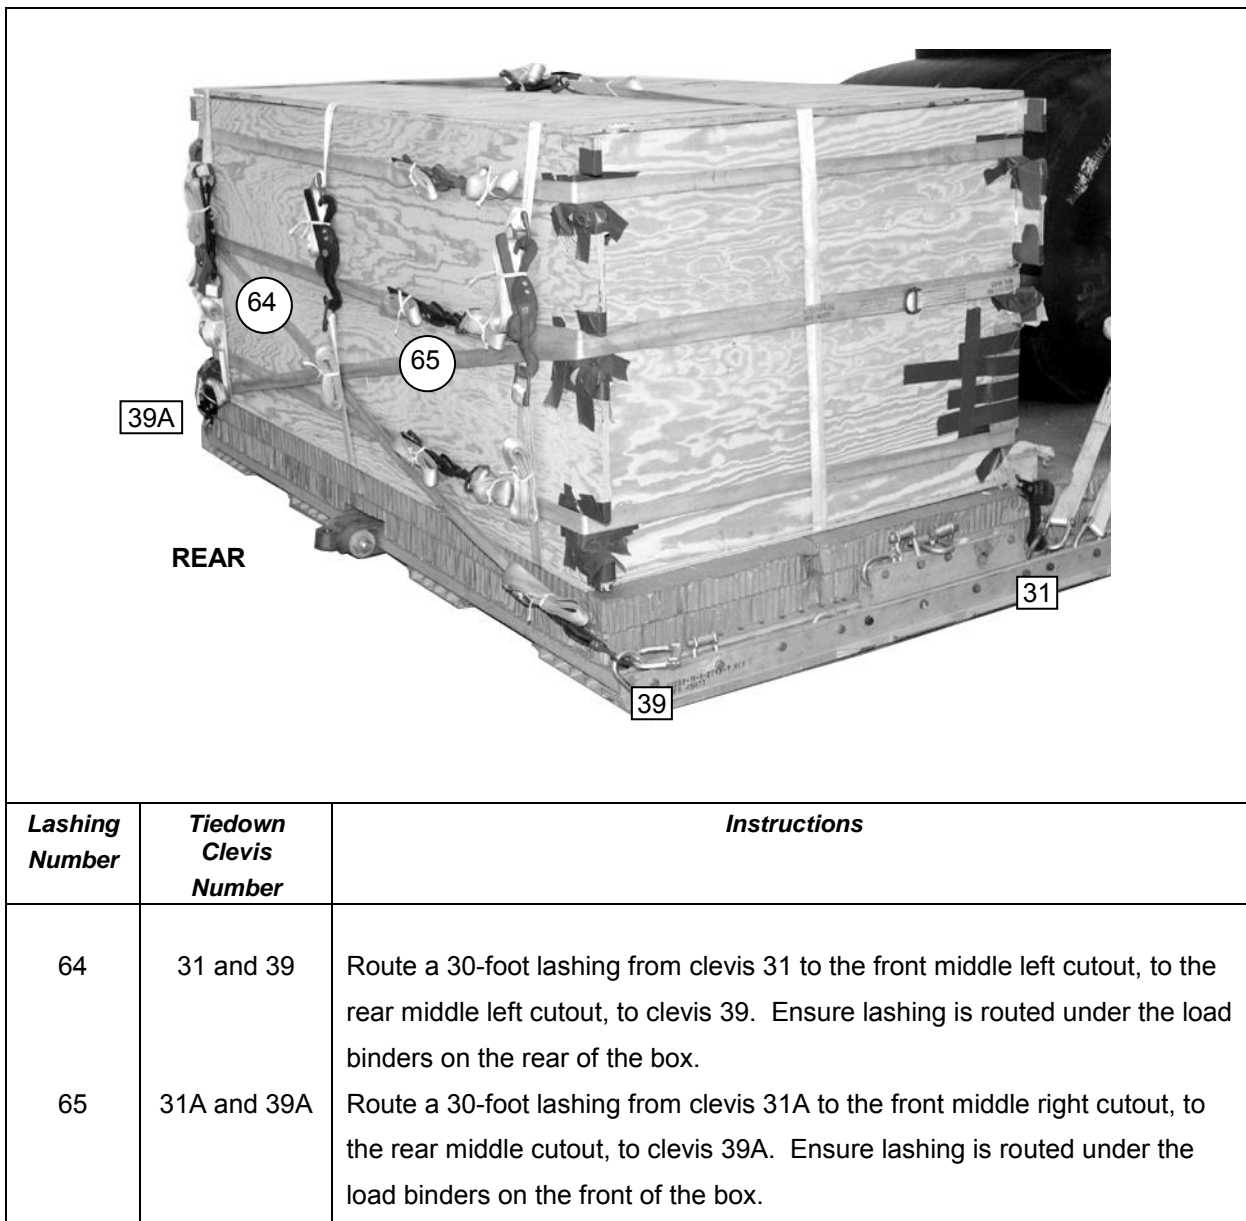 64
65
39A
REAR
31
39
Lashing Number
Tiedown Clevis Number
Instructions
64
31 and 39
Route a 30-foot lashing from clevis 31 to the front middle left cutout, to the
rear middle left cutout, to clevis 39.  Ensure lashing is routed under the load
binders on the rear of the box.
65
31A and 39A
Route a 30-foot lashing from clevis 31A to the front middle right cutout, to
the rear middle cutout, to clevis 39A.  Ensure lashing is routed under the
load binders on the front of the box.